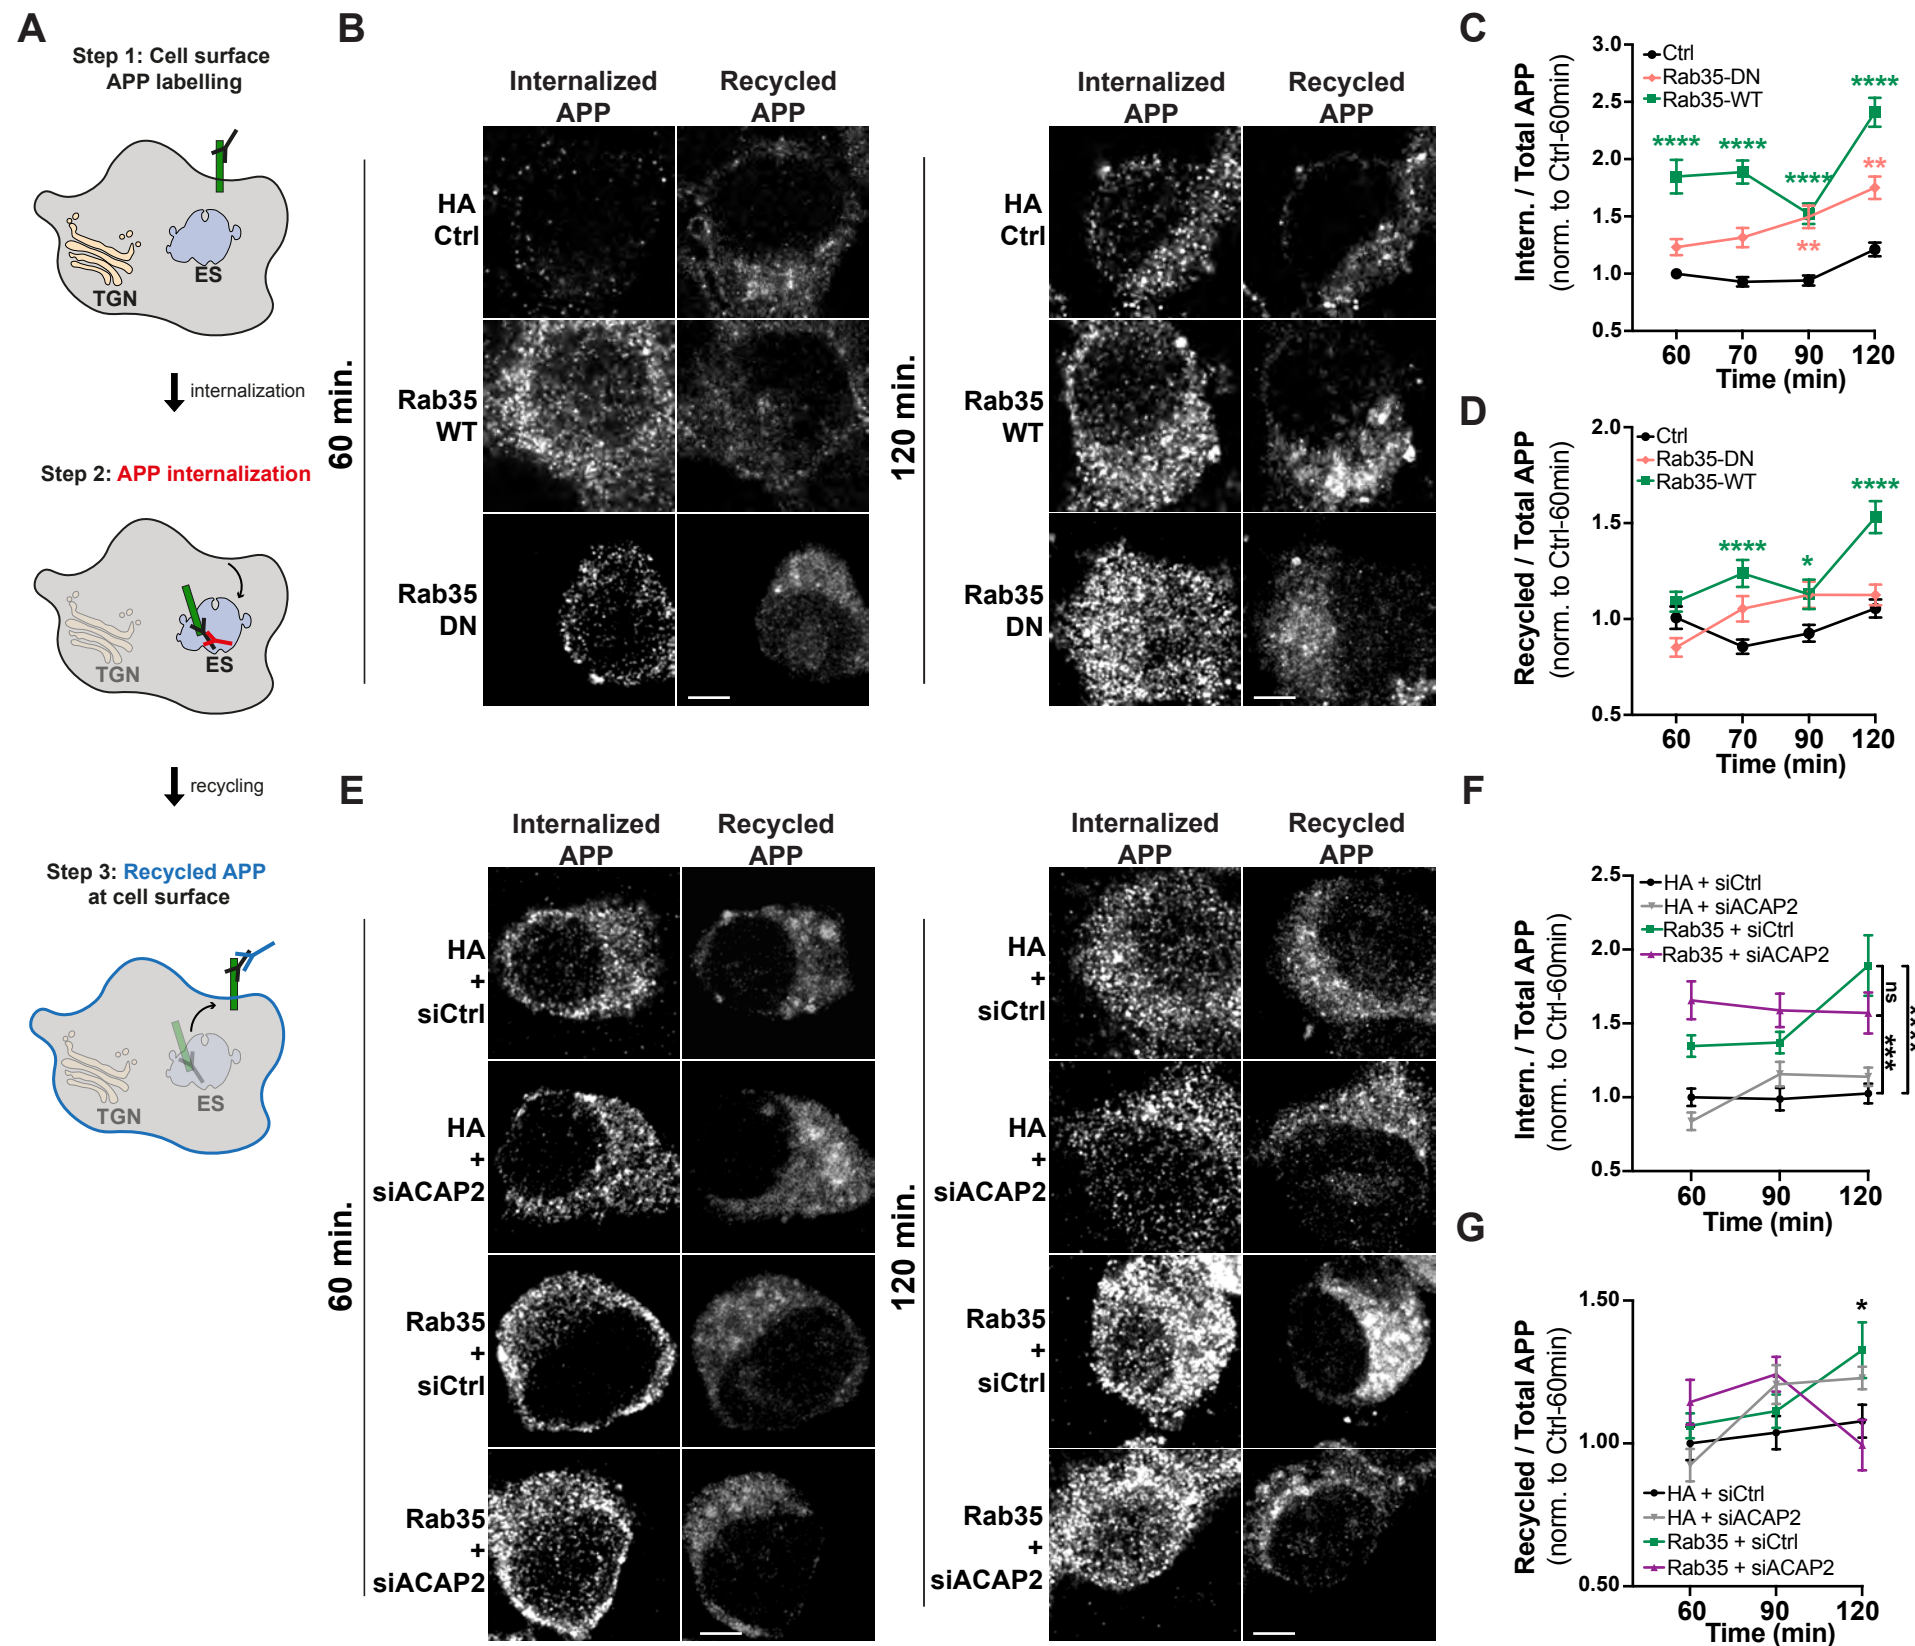 A
Step 1: Cell surface
APP labelling
TGN
ES
internalization
Step 2: APP internalization
TGN
ES
recycling
Step 3: Recycled APP
at cell surface
TGN
ES
B
Internalized
APP
Recycled
APP
60 min.
HA
Ctrl
Rab35
WT
Rab35
DN
Internalized
APP
Recycled
APP
120 min.
HA
Ctrl
Rab35
WT
Rab35
DN
C
Intern. / Total APP
(norm. to Ctrl-60min)
3.0
2.5
2.0
1.5
1.0
0.5
Ctrl
Rab35-DN
Rab35-WT
****
****
****
****
**
**
60 70 90 120
Time (min)
D
Recycled / Total APP
(norm. to Ctrl-60min)
2.0
1.5
1.0
0.5
Ctrl
Rab35-DN
Rab35-WT
****
*
****
60 70 90 120
Time (min)
E
Internalized
APP
Recycled
APP
60 min.
HA
+
siCtrl
HA
+
siACAP2
Rab35
+
siCtrl
Rab35
+
siACAP2
Internalized
APP
Recycled
APP
120 min.
HA
+
siCtrl
HA
+
siACAP2
Rab35
+
siCtrl
Rab35
+
siACAP2
F
Intern. / Total APP
(norm. to Ctrl-60min)
2.5
2.0
1.5
1.0
0.5
HA + siCtrl
HA + siACAP2
Rab35 + siCtrl
Rab35 + siACAP2
ns
***
****
60 90 120
Time (min)
G
Recycled / Total APP
(norm. to Ctrl-60min)
1.50
1.00
0.50
*
HA + siCtrl
HA + siACAP2
Rab35 + siCtrl
Rab35 + siACAP2
60 90 120
Time (min)